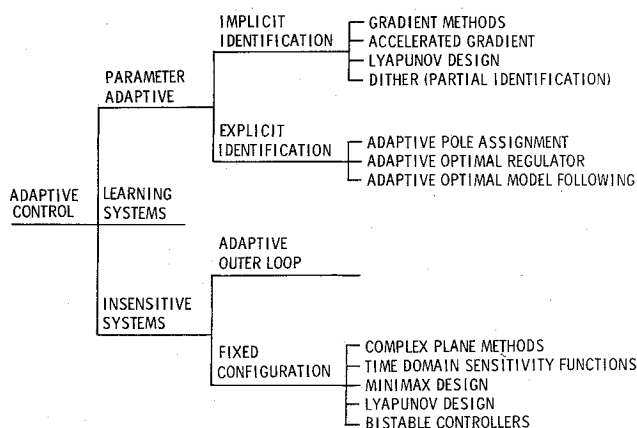 IMPLICIT
IDENTIFICATION
GRADIENT METHODS
ACCELERATED GRADIENT
LYAPUNOV DESIGN
DITHER (PARTIAL IDENTIFICATION)
PARAMETER
ADAPTIVE
EXPLICIT
IDENTIFICATION
ADAPTIVE POLE ASSIGNMENT
ADAPTIVE OPTIMAL REGULATOR
ADAPTIVE OPTIMAL MODEL FOLLOWING
ADAPTIVE
CONTROL
LEARNING
SYSTEMS
ADAPTIVE
OUTER LOOP
INSENSITIVE
SYSTEMS
FIXED
CONFIGURATION
COMPLEX PLANE METHODS
TIME DOMAIN SENSITIVITY FUNCTIONS
MINIMAX DESIGN
LYAPUNOV DESIGN
BISTABLE CONTROLLERS